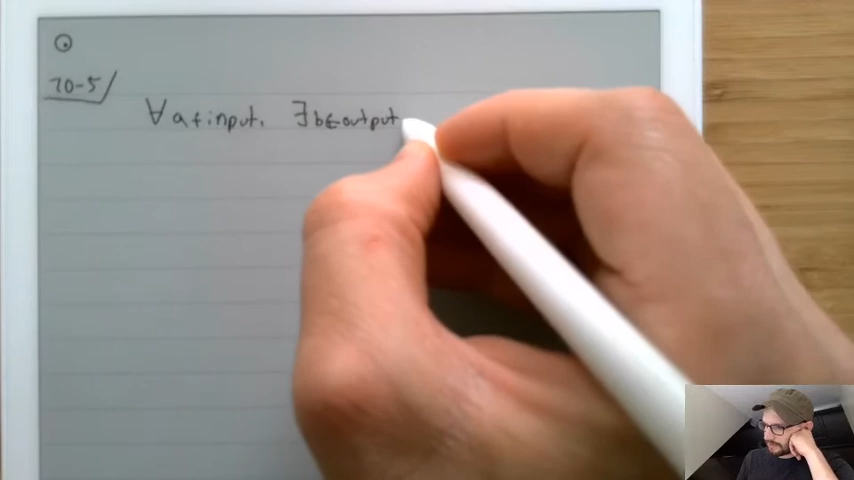 10-5
∀ a ∈ input. ∃ b ∈ output